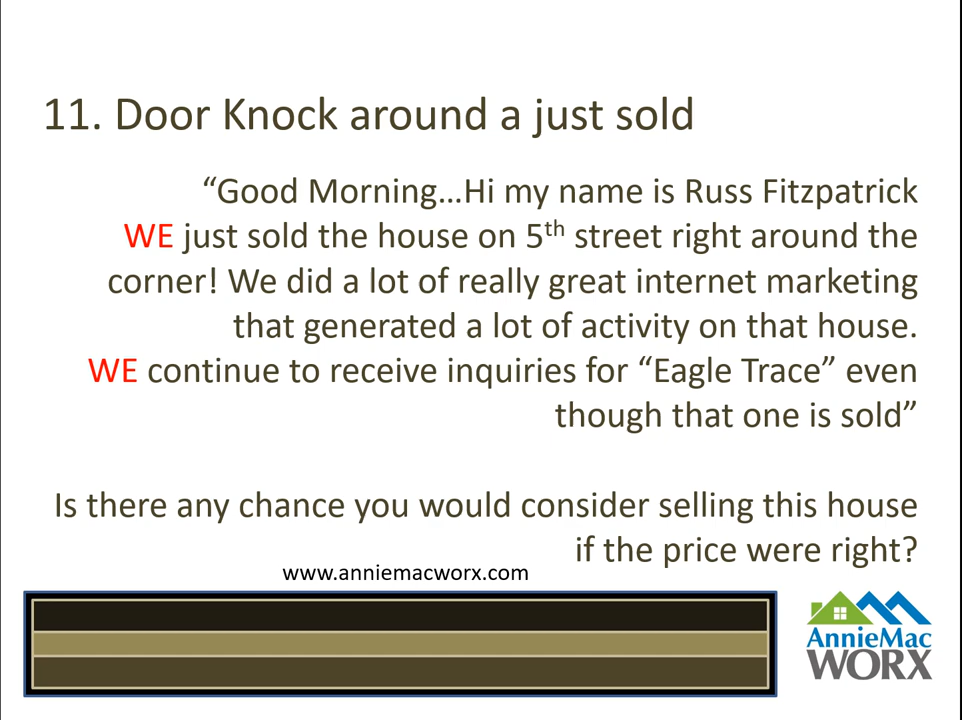 11. Door Knock around a just sold
“Good Morning…Hi my name is Russ Fitzpatrick
WE just sold the house on 5th street right around the
corner! We did a lot of really great internet marketing
that generated a lot of activity on that house.
WE continue to receive inquiries for “Eagle Trace” even
though that one is sold”
Is there any chance you would consider selling this house
if the price were right?
www.anniemacworx.com
AnnieMac
WORX